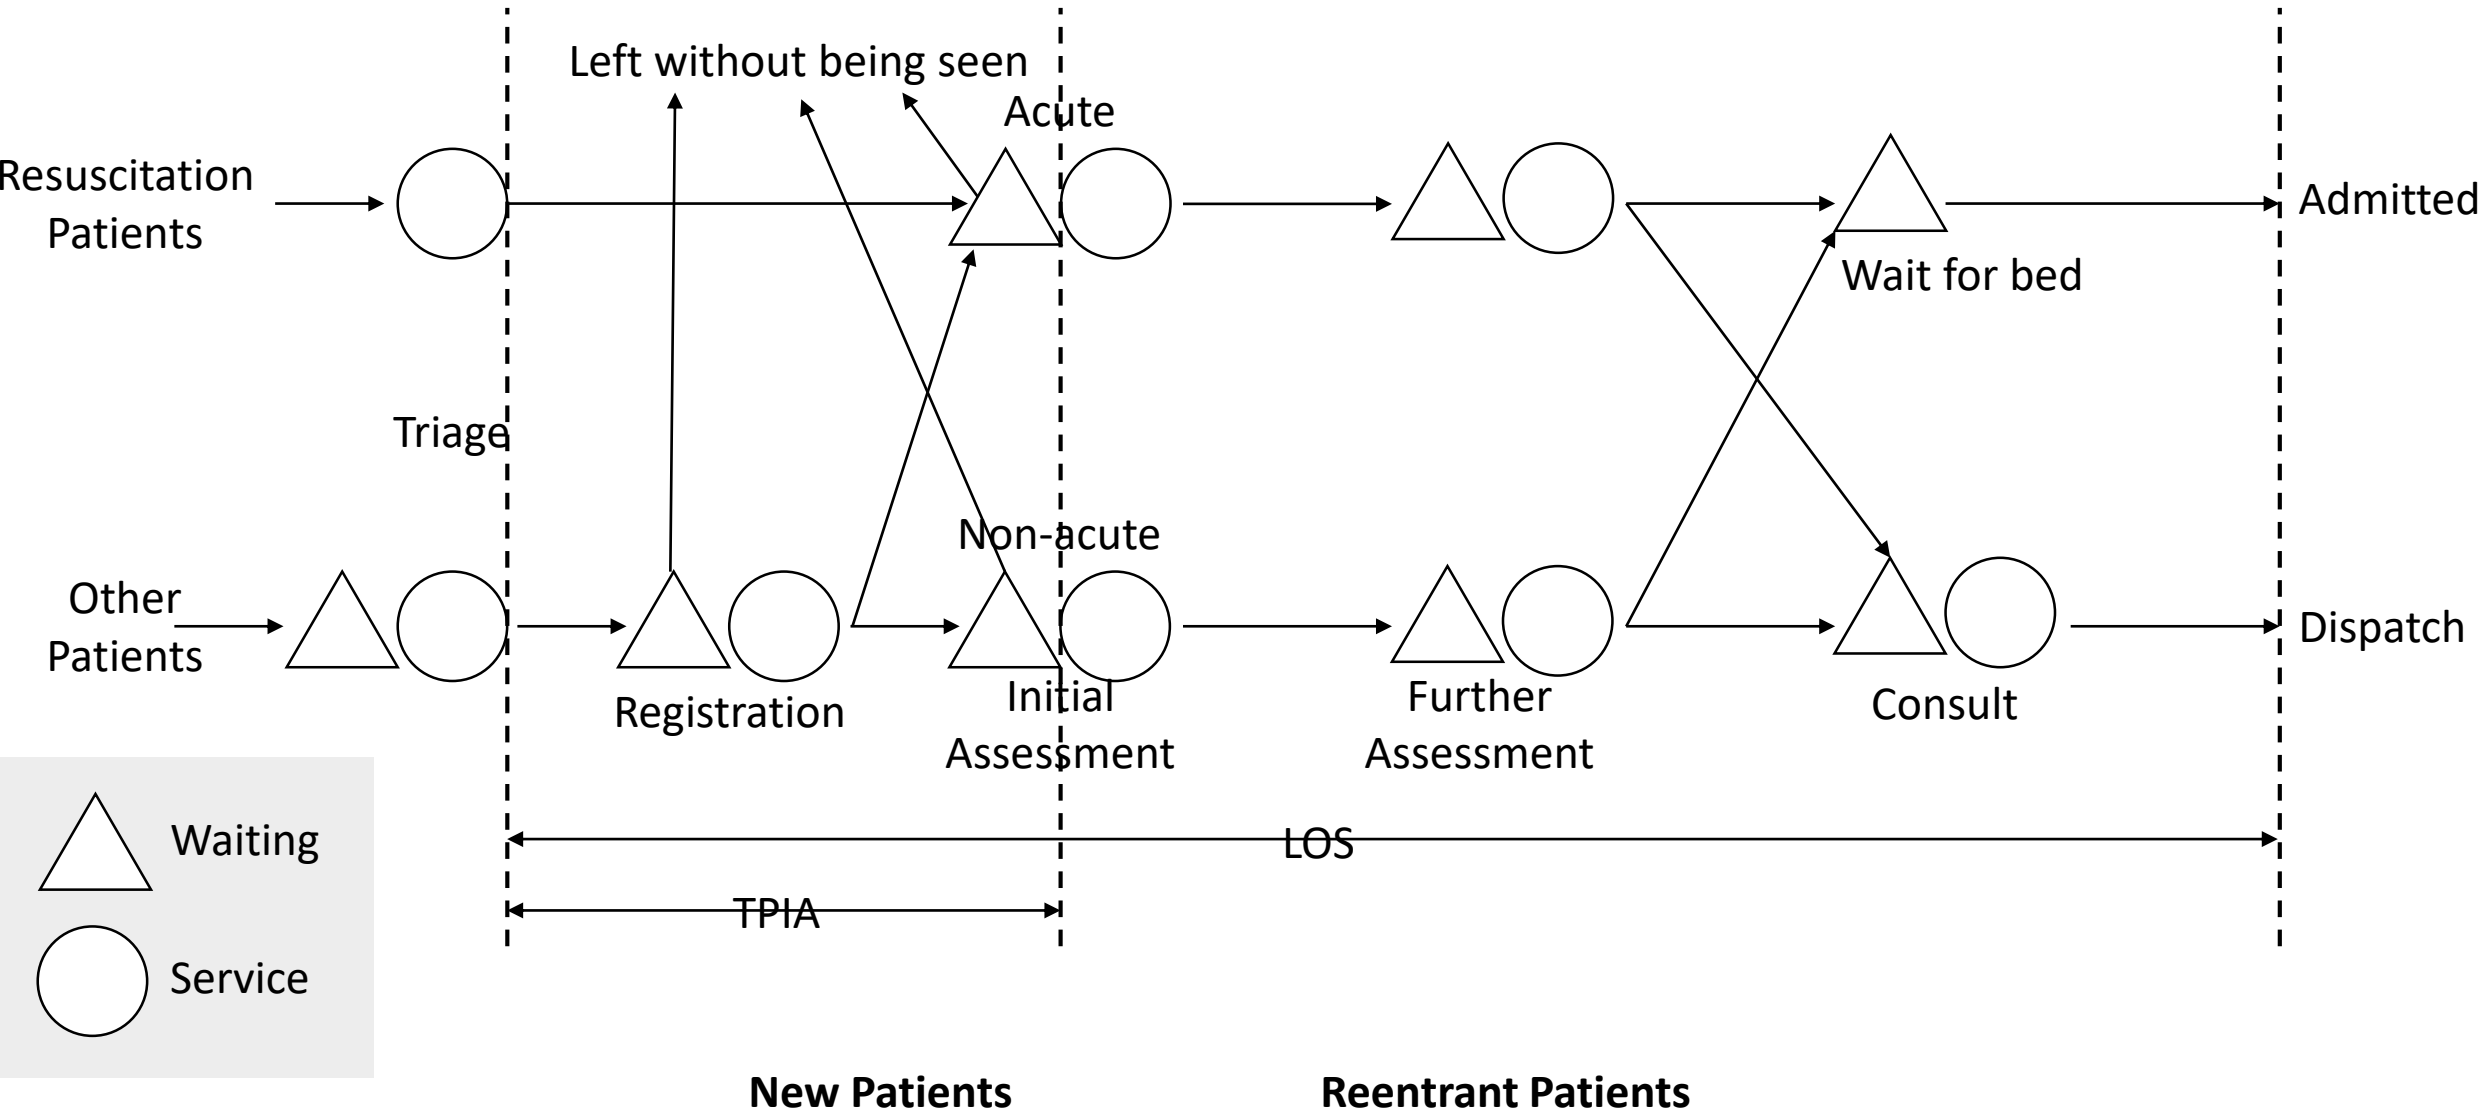 Left without being seen
Acute
Resuscitation
Patients
Admitted
Wait for bed
Triage
Non-acute
Other
Patients
Dispatch
Registration
Initial
Assessment
Further
Assessment
Consult
Waiting
LOS
TPIA
Service
New Patients
Reentrant Patients